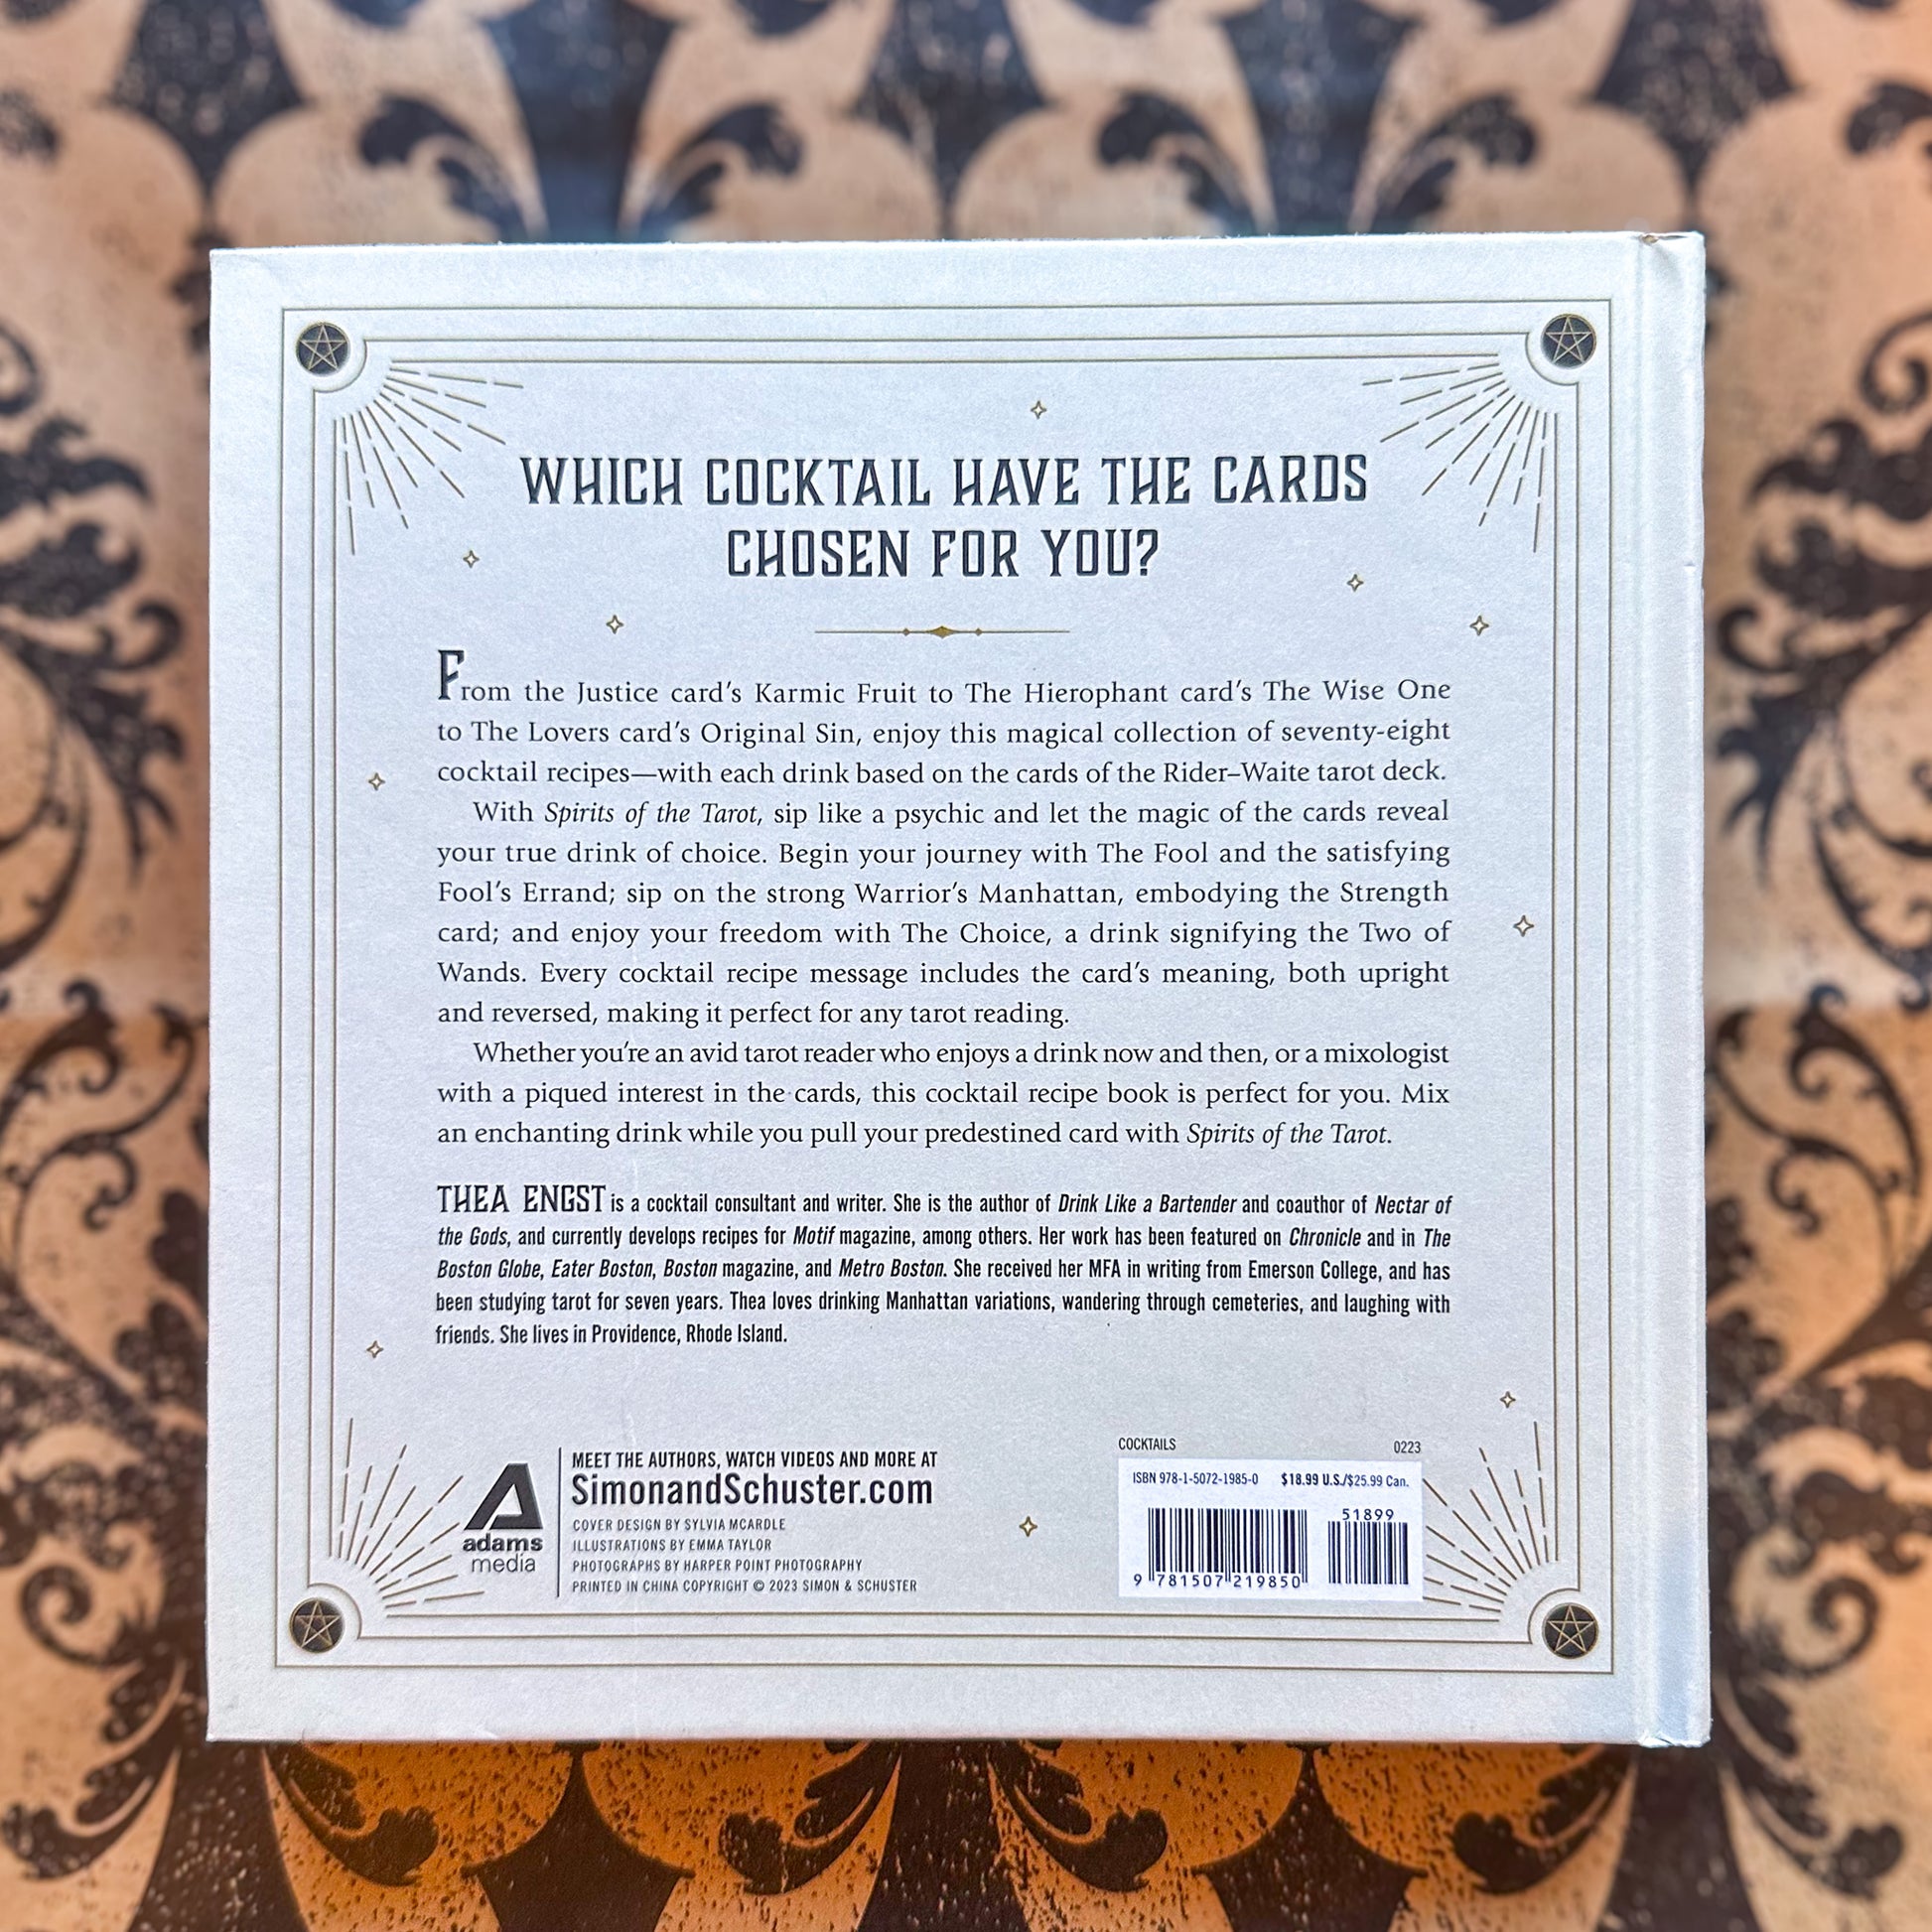 WHICH COCKTAIL HAVE THE CARDS
CHOSEN FOR YOU?
From the Justice card's Karmic Fruit to The Hierophant card's The Wise One
to The Lovers card's Original Sin, enjoy this magical collection of seventy-eight
cocktail recipes—with each drink based on the cards of the Rider–Waite tarot deck.
With Spirits of the Tarot, sip like a psychic and let the magic of the cards reveal
your true drink of choice. Begin your journey with The Fool and the satisfying
Fool's Errand; sip on the strong Warrior's Manhattan, embodying the Strength
card; and enjoy your freedom with The Choice, a drink signifying the Two of
Wands. Every cocktail recipe message includes the card's meaning, both upright
and reversed, making it perfect for any tarot reading.
Whether you're an avid tarot reader who enjoys a drink now and then, or a mixologist
with a piqued interest in the cards, this cocktail recipe book is perfect for you. Mix
an enchanting drink while you pull your predestined card with Spirits of the Tarot.
THEA ENGST is a cocktail consultant and writer. She is the author of Drink Like a Bartender and coauthor of Nectar of
the Gods, and currently develops recipes for Motif magazine, among others. Her work has been featured on Chronicle and in The
Boston Globe, Eater Boston, Boston magazine, and Metro Boston. She received her MFA in writing from Emerson College, and has
been studying tarot for seven years. Thea loves drinking Manhattan variations, wandering through cemeteries, and laughing with
friends. She lives in Providence, Rhode Island.
adams
media
MEET THE AUTHORS, WATCH VIDEOS AND MORE AT
SimonandSchuster.com
COVER DESIGN BY SYLVIA MCARDLE
ILLUSTRATIONS BY EMMA TAYLOR
PHOTOGRAPHS BY HARPER POINT PHOTOGRAPHY
PRINTED IN CHINA COPYRIGHT © 2023 SIMON & SCHUSTER
COCKTAILS 0223
ISBN 978-1-5072-1985-0 $18.99 U.S./$25.99 Can.
51899
9 781507 219850